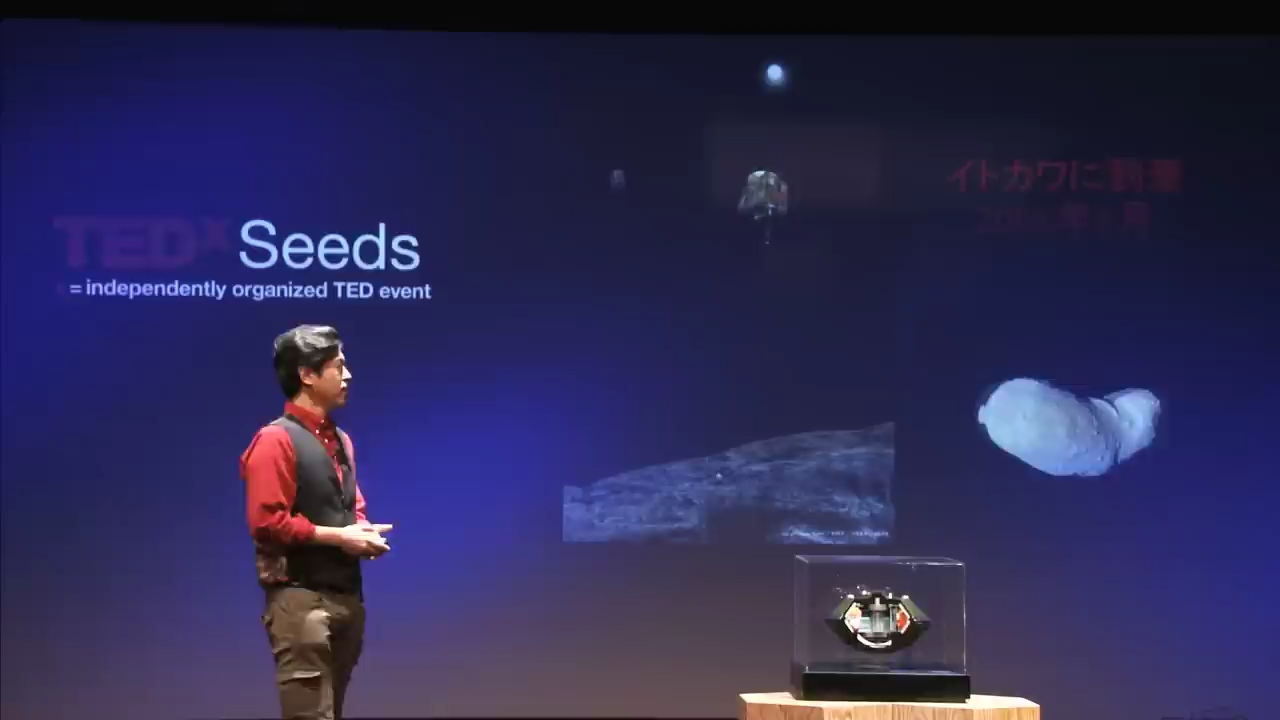 TEDx Seeds
= independently organized TED event
イトカワに到着